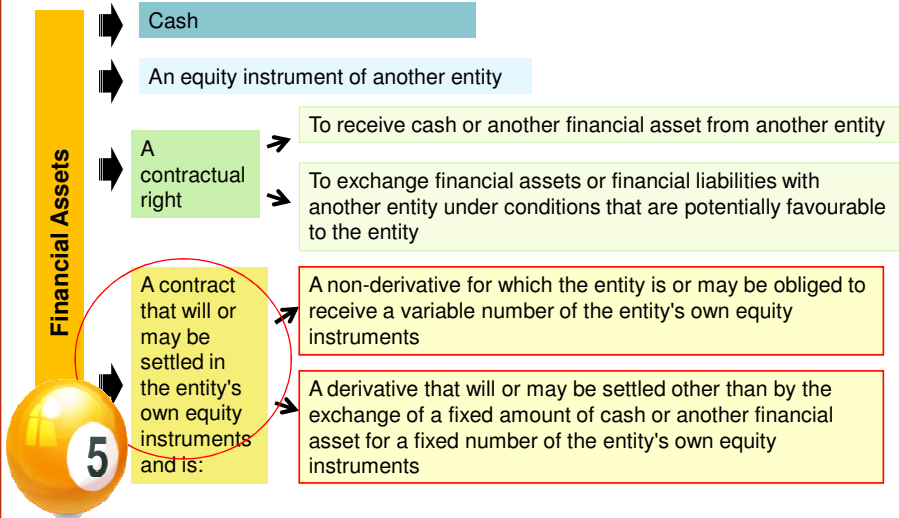 Financial Assets
Cash
An equity instrument of another entity
A
contractual
right
To receive cash or another financial asset from another entity
To exchange financial assets or financial liabilities with
another entity under conditions that are potentially favourable
to the entity
A contract
that will or
may be
settled in
the entity's
own equity
instruments
and is:
A non-derivative for which the entity is or may be obliged to
receive a variable number of the entity's own equity
instruments
A derivative that will or may be settled other than by the
exchange of a fixed amount of cash or another financial
asset for a fixed number of the entity's own equity
instruments
5